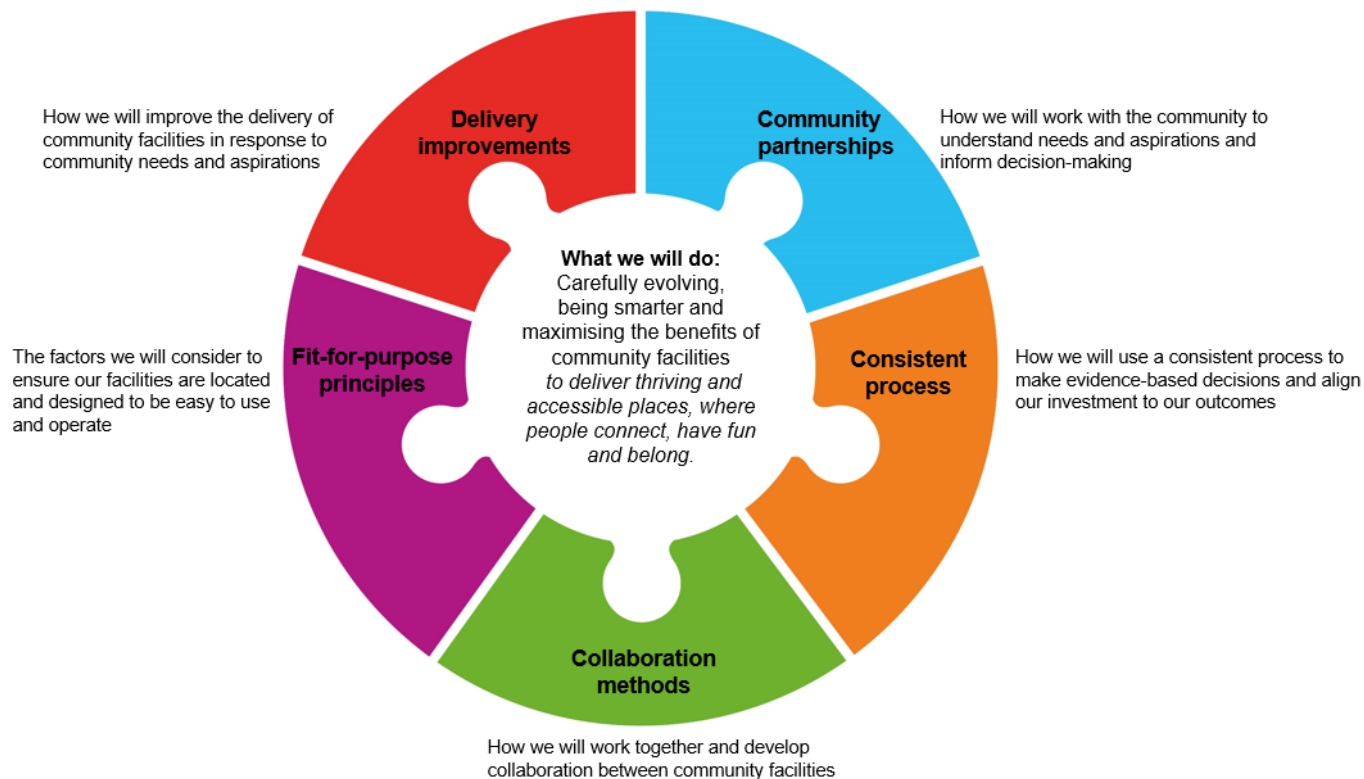 Delivery
improvements
How we will improve the delivery of
community facilities in response to
community needs and aspirations
Community
partnerships
How we will work with the community to
understand needs and aspirations and
inform decision-making
What we will do:
Carefully evolving,
being smarter and
maximising the benefits of
community facilities
to deliver thriving and
accessible places, where
people connect, have fun
and belong.
Fit-for-purpose
principles
The factors we will consider to
ensure our facilities are located
and designed to be easy to use
and operate
Consistent
process
How we will use a consistent process to
make evidence-based decisions and align
our investment to our outcomes
Collaboration
methods
How we will work together and develop
collaboration between community facilities